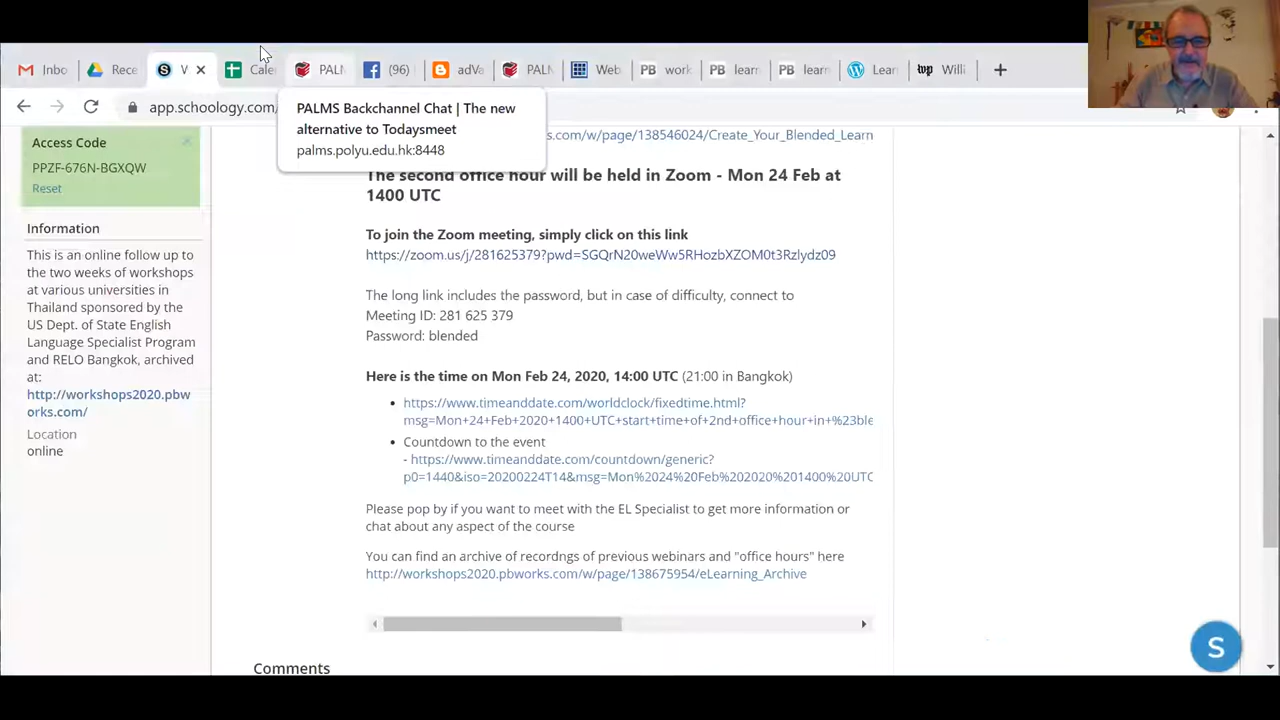 Inbo
Rece
W
Cale
PALM
(96)
adVa
PALM
Web
PB work
PB learn
PB learn
Lear
wp Willi
app.schoology.com/
PALMS Backchannel Chat | The new
alternative to Todaysmeet
palms.polyu.edu.hk:8448
Access Code
PPZF-676N-BGXQW
Reset
Information
This is an online follow up to
the two weeks of workshops
at various universities in
Thailand sponsored by the
US Dept. of State English
Language Specialist Program
and RELO Bangkok, archived
at:
http://workshops2020.pbw
orks.com/
Location
online
s.com/w/page/138546024/Create_Your_Blended_Learn
The second office hour will be held in Zoom - Mon 24 Feb at
1400 UTC
To join the Zoom meeting, simply click on this link
https://zoom.us/j/281625379?pwd=SGQrN20weWw5RHozbXZOM0t3Rzlydz09
The long link includes the password, but in case of difficulty, connect to
Meeting ID: 281 625 379
Password: blended
Here is the time on Mon Feb 24, 2020, 14:00 UTC (21:00 in Bangkok)
https://www.timeanddate.com/worldclock/fixedtime.html?
msg=Mon+24+Feb+2020+1400+UTC+start+time+of+2nd+office+hour+in+%23ble
Countdown to the event
- https://www.timeanddate.com/countdown/generic?
p0=1440&iso=20200224T14&msg=Mon%2024%20Feb%202020%201400%20UTC
Please pop by if you want to meet with the EL Specialist to get more information or
chat about any aspect of the course
You can find an archive of recordngs of previous webinars and "office hours" here
http://workshops2020.pbworks.com/w/page/138675954/eLearning_Archive
Comments
S